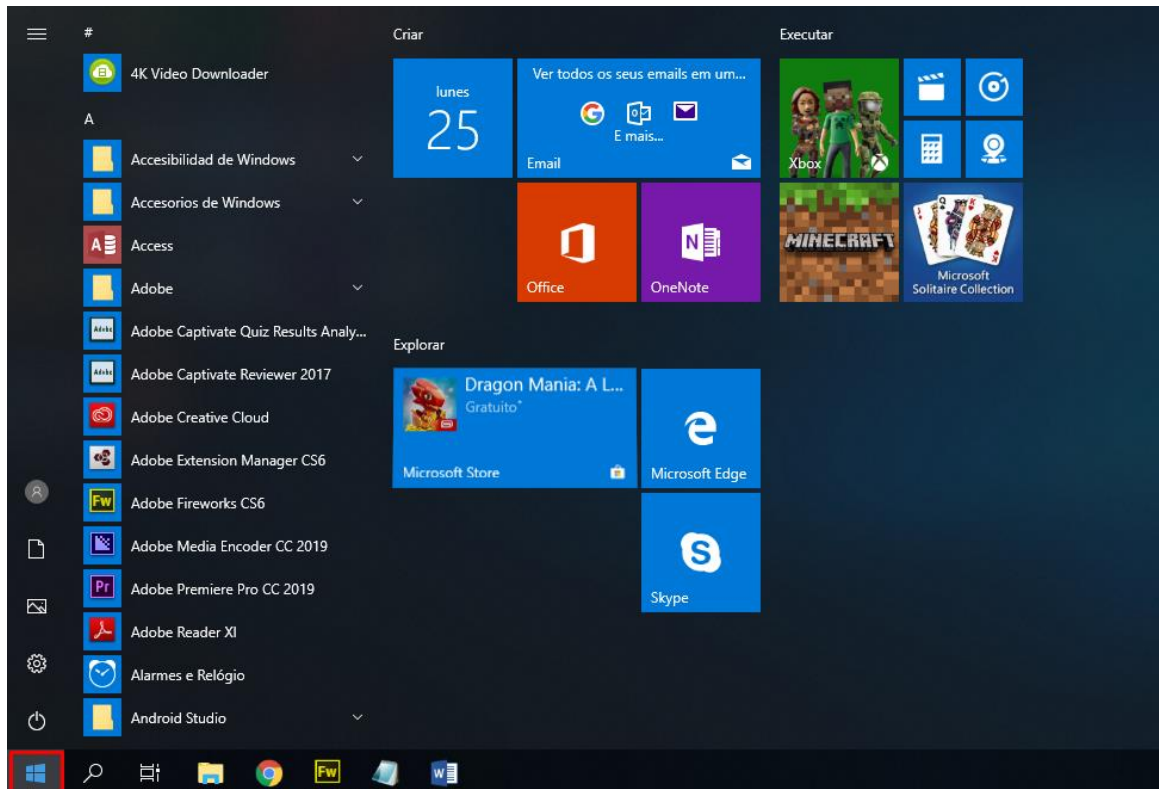 #
4K Video Downloader
A
Accesibilidad de Windows
Accesorios de Windows
Access
Adobe
Adobe Captivate Quiz Results Analy...
Adobe Captivate Reviewer 2017
Adobe Creative Cloud
Adobe Extension Manager CS6
Adobe Fireworks CS6
Adobe Media Encoder CC 2019
Adobe Premiere Pro CC 2019
Adobe Reader XI
Alarmes e Relógio
Android Studio
Criar
lunes
25
Ver todos os seus emails em um...
E mais...
Email
Office
OneNote
Explorar
Dragon Mania: A L...
Gratuito*
Microsoft Store
Microsoft Edge
Skype
Executar
Xbox
MINECRAFT
Microsoft
Solitaire Collection